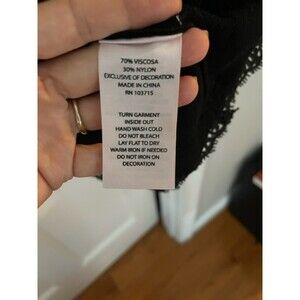 70% VISCOSA
30% NYLON
EXCLUSIVE OF DECORATION
MADE IN CHINA
RN 103715
TURN GARMENT
INSIDE OUT
HAND WASH COLD
DO NOT BLEACH
LAY FLAT TO DRY
WARM IRON IF NEEDED
DO NOT IRON ON
DECORATION